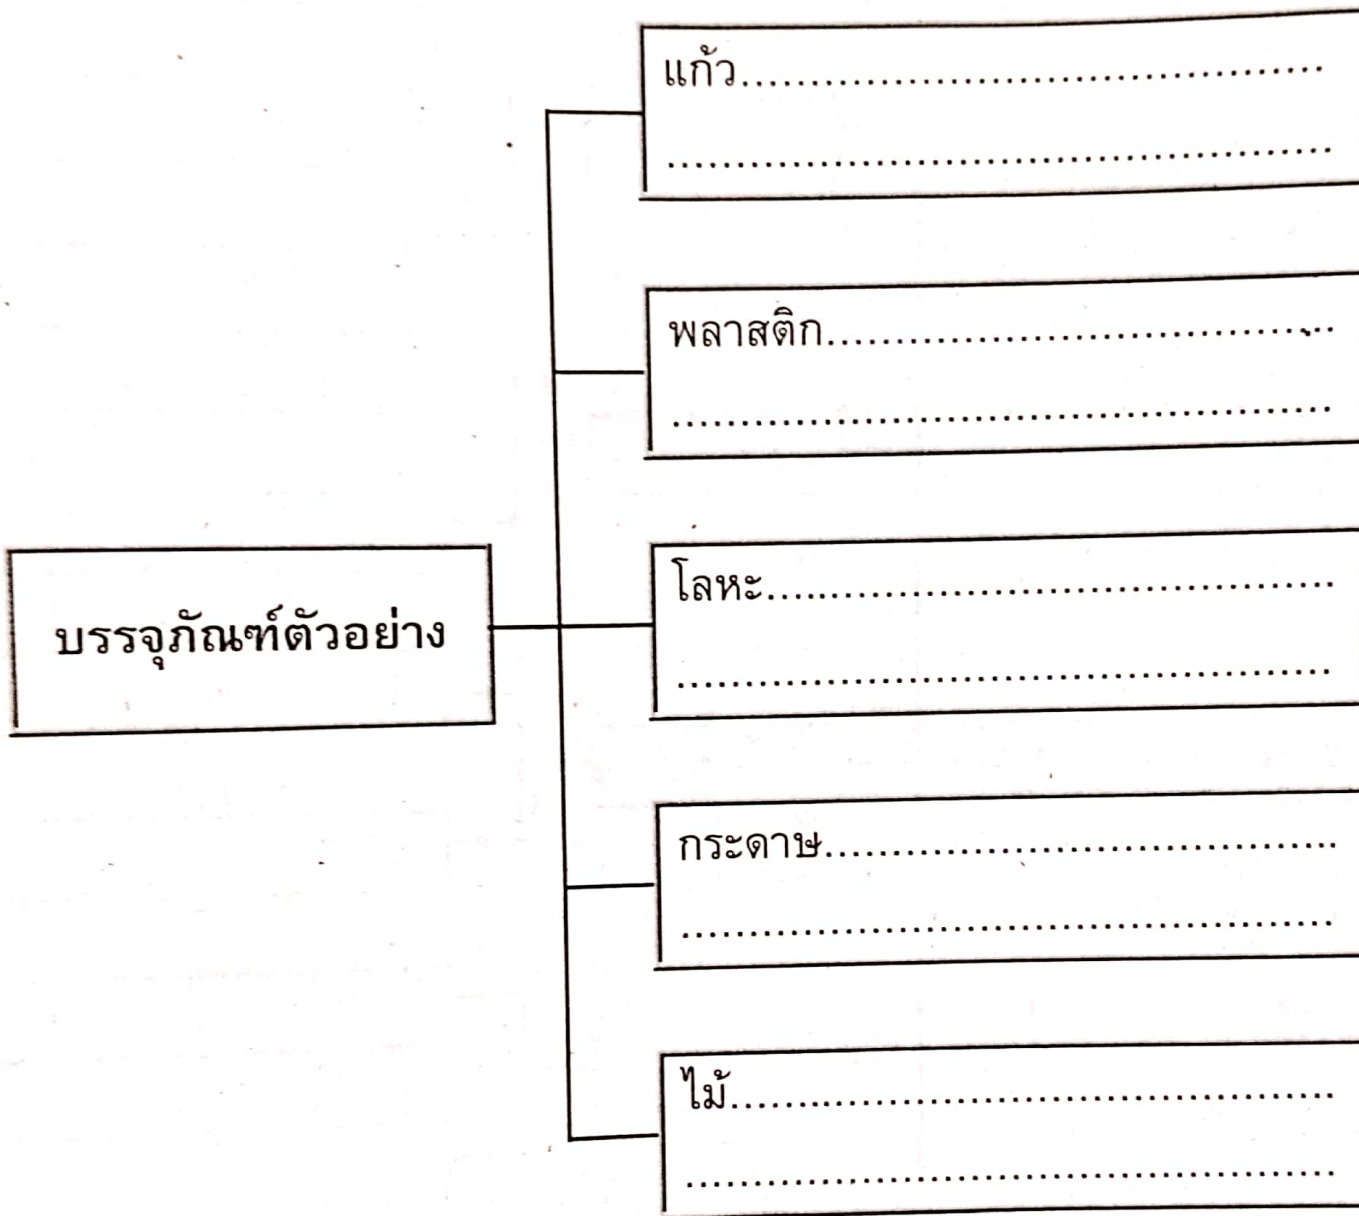 แก้ว.............................................
..................................................
พลาสติก.....................................
..................................................
โลหะ..........................................
..................................................
บรรจุภัณฑ์ตัวอย่าง
กระดาษ.....................................
..................................................
ไม้.............................................
..................................................